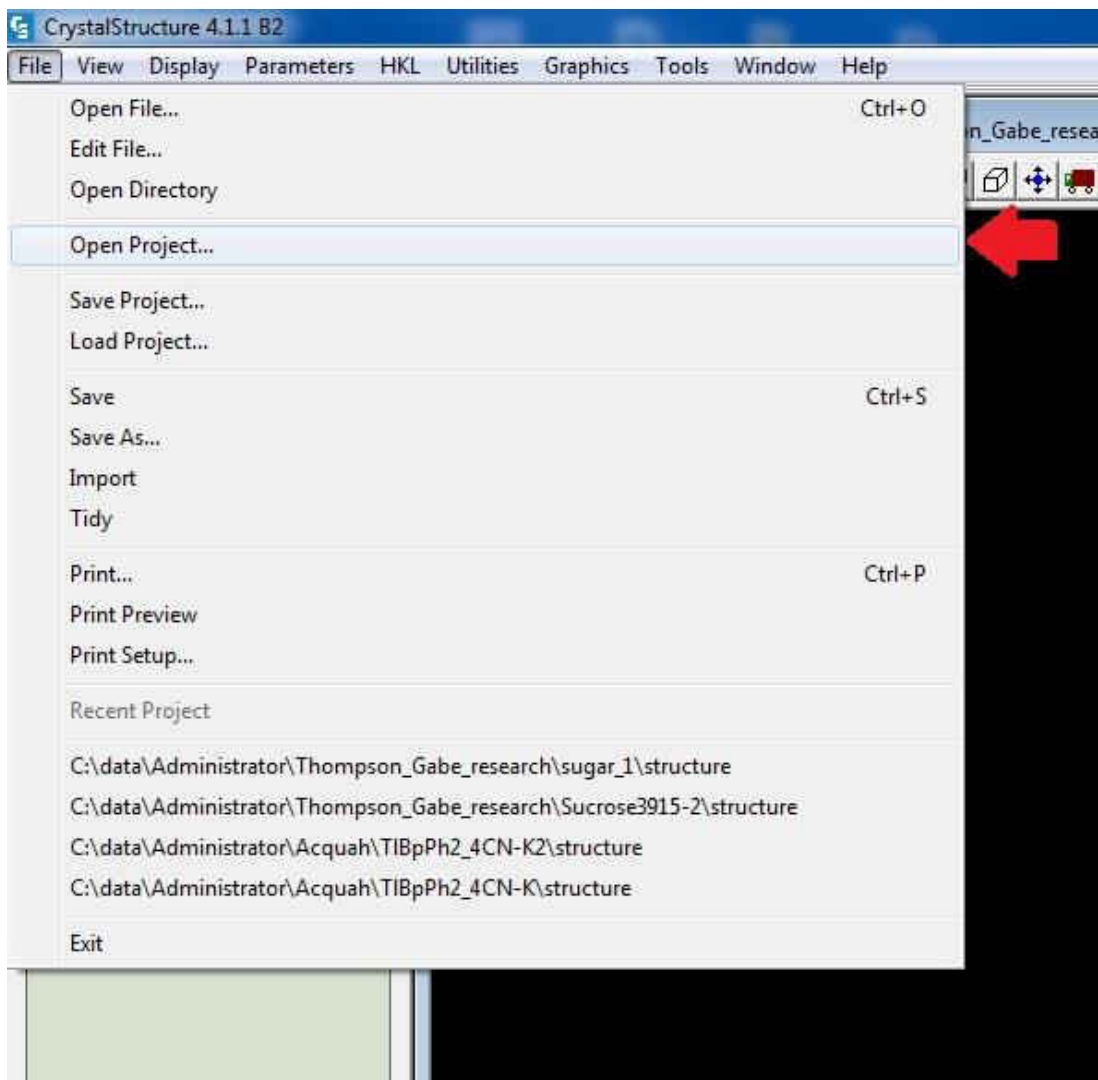 CrystalStructure 4.1.1 B2
File View Display Parameters HKL Utilities Graphics Tools Window Help
Open File... Ctrl+O
n_Gabe_resea
Edit File...
Open Directory
Open Project...
Save Project...
Load Project...
Save Ctrl+S
Save As...
Import
Tidy
Print... Ctrl+P
Print Preview
Print Setup...
Recent Project
C:\data\Administrator\Thompson_Gabe_research\sugar_1\structure
C:\data\Administrator\Thompson_Gabe_research\Sucrose3915-2\structure
C:\data\Administrator\Acquah\TIBpPh2_4CN-K2\structure
C:\data\Administrator\Acquah\TIBpPh2_4CN-K\structure
Exit